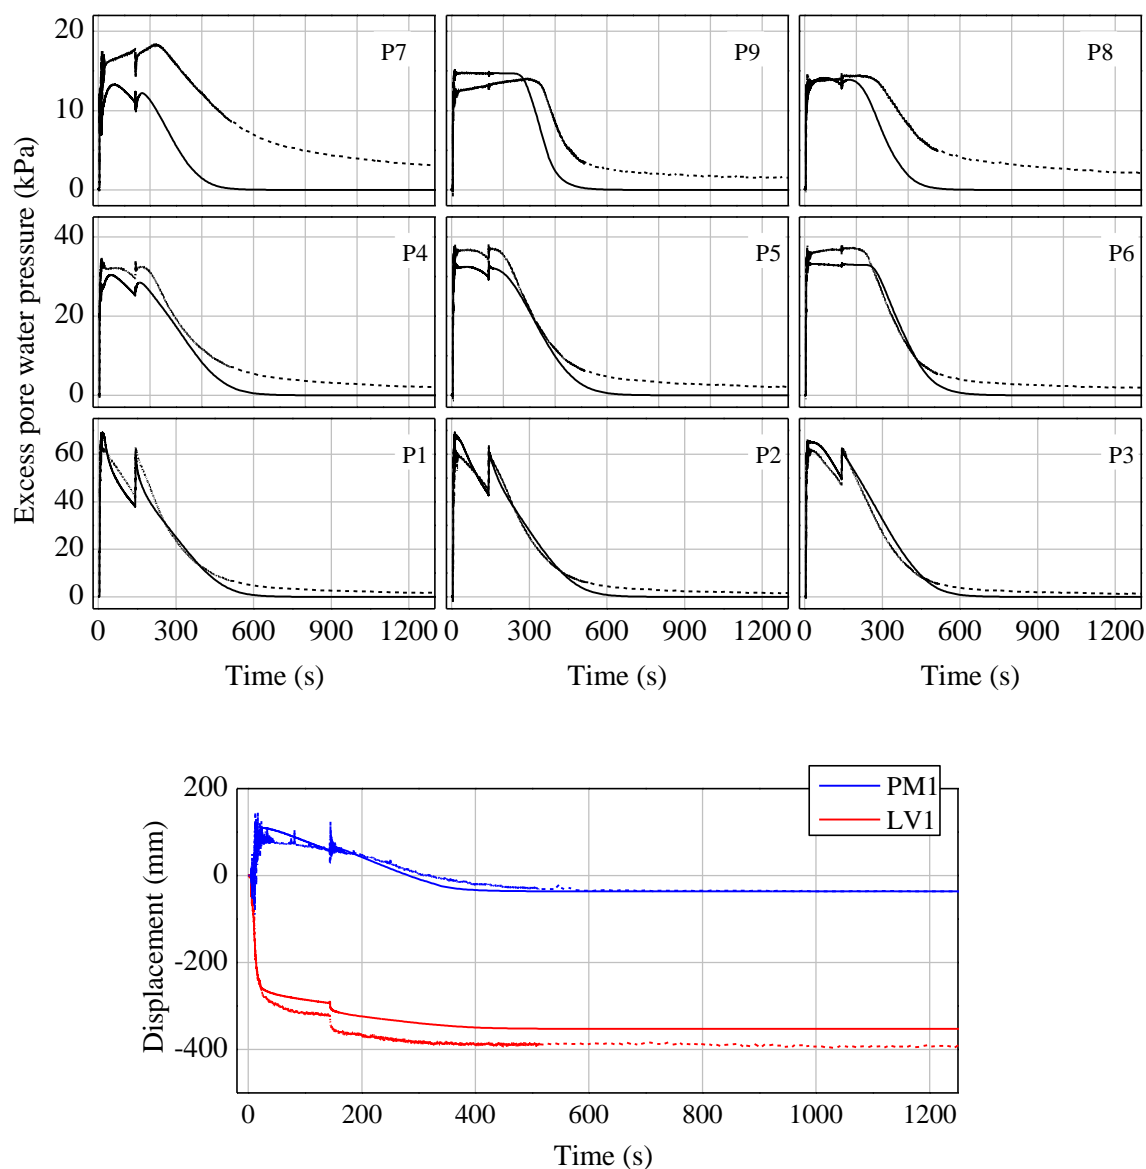 20
10
0
P7
P9
P8
Excess pore water pressure (kPa)
40
20
0
P4
P5
P6
60
40
20
0
P1
P2
P3
0 300 600 900 1200 0 300 600 900 1200 0 300 600 900 1200
Time (s) Time (s) Time (s)
200
0
-200
-400
Displacement (mm)
PM1
LV1
0 200 400 600 800 1000 1200
Time (s)